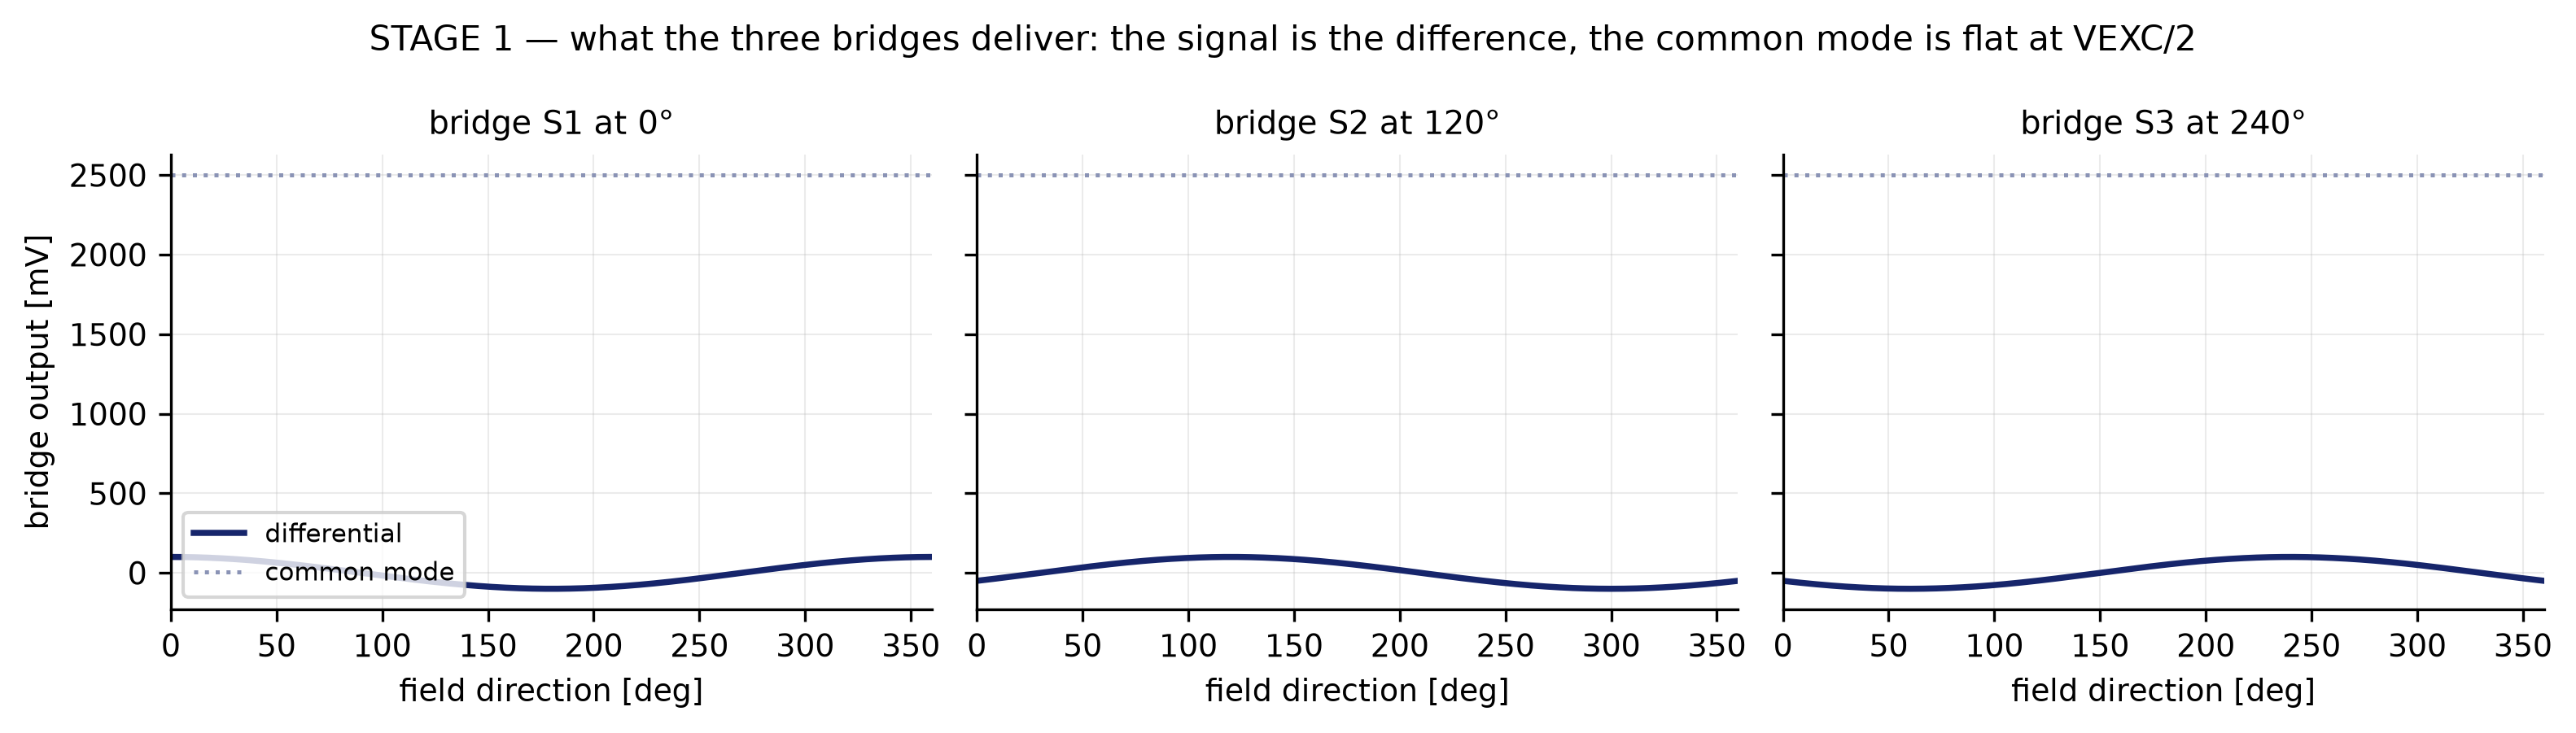 STAGE 1 — what the three bridges deliver: the signal is the difference, the common mode is flat at VEXC/2
bridge S1 at 0°
bridge S2 at 120°
bridge S3 at 240°
bridge output [mV]
2500
2000
1500
1000
500
0
differential
common mode
0 50 100 150 200 250 300 350
0 50 100 150 200 250 300 350
0 50 100 150 200 250 300 350
field direction [deg]
field direction [deg]
field direction [deg]